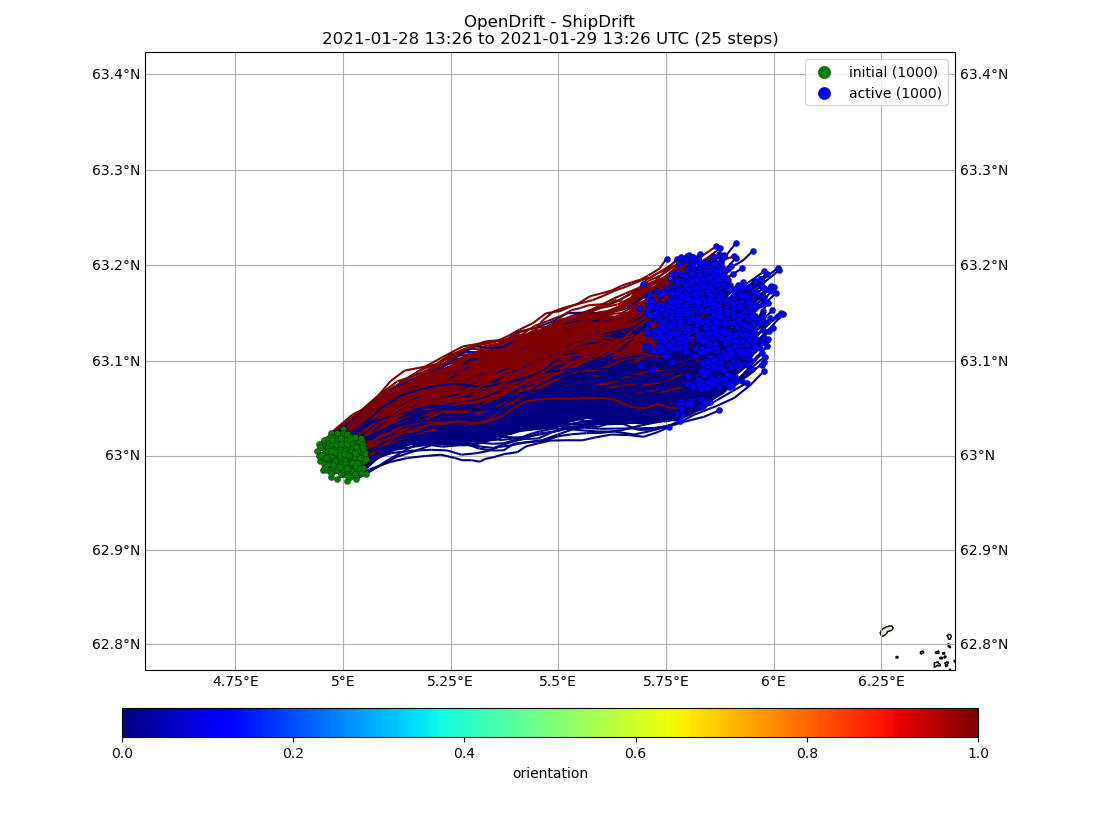 OpenDrift - ShipDrift
2021-01-28 13:26 to 2021-01-29 13:26 UTC (25 steps)
initial (1000)
active (1000)
63.4°N 63.4°N
63.3°N 63.3°N
63.2°N 63.2°N
63.1°N 63.1°N
63°N 63°N
62.9°N 62.9°N
62.8°N 62.8°N
4.75°E 5°E 5.25°E 5.5°E 5.75°E 6°E 6.25°E
0.0 0.2 0.4 0.6 0.8 1.0
orientation